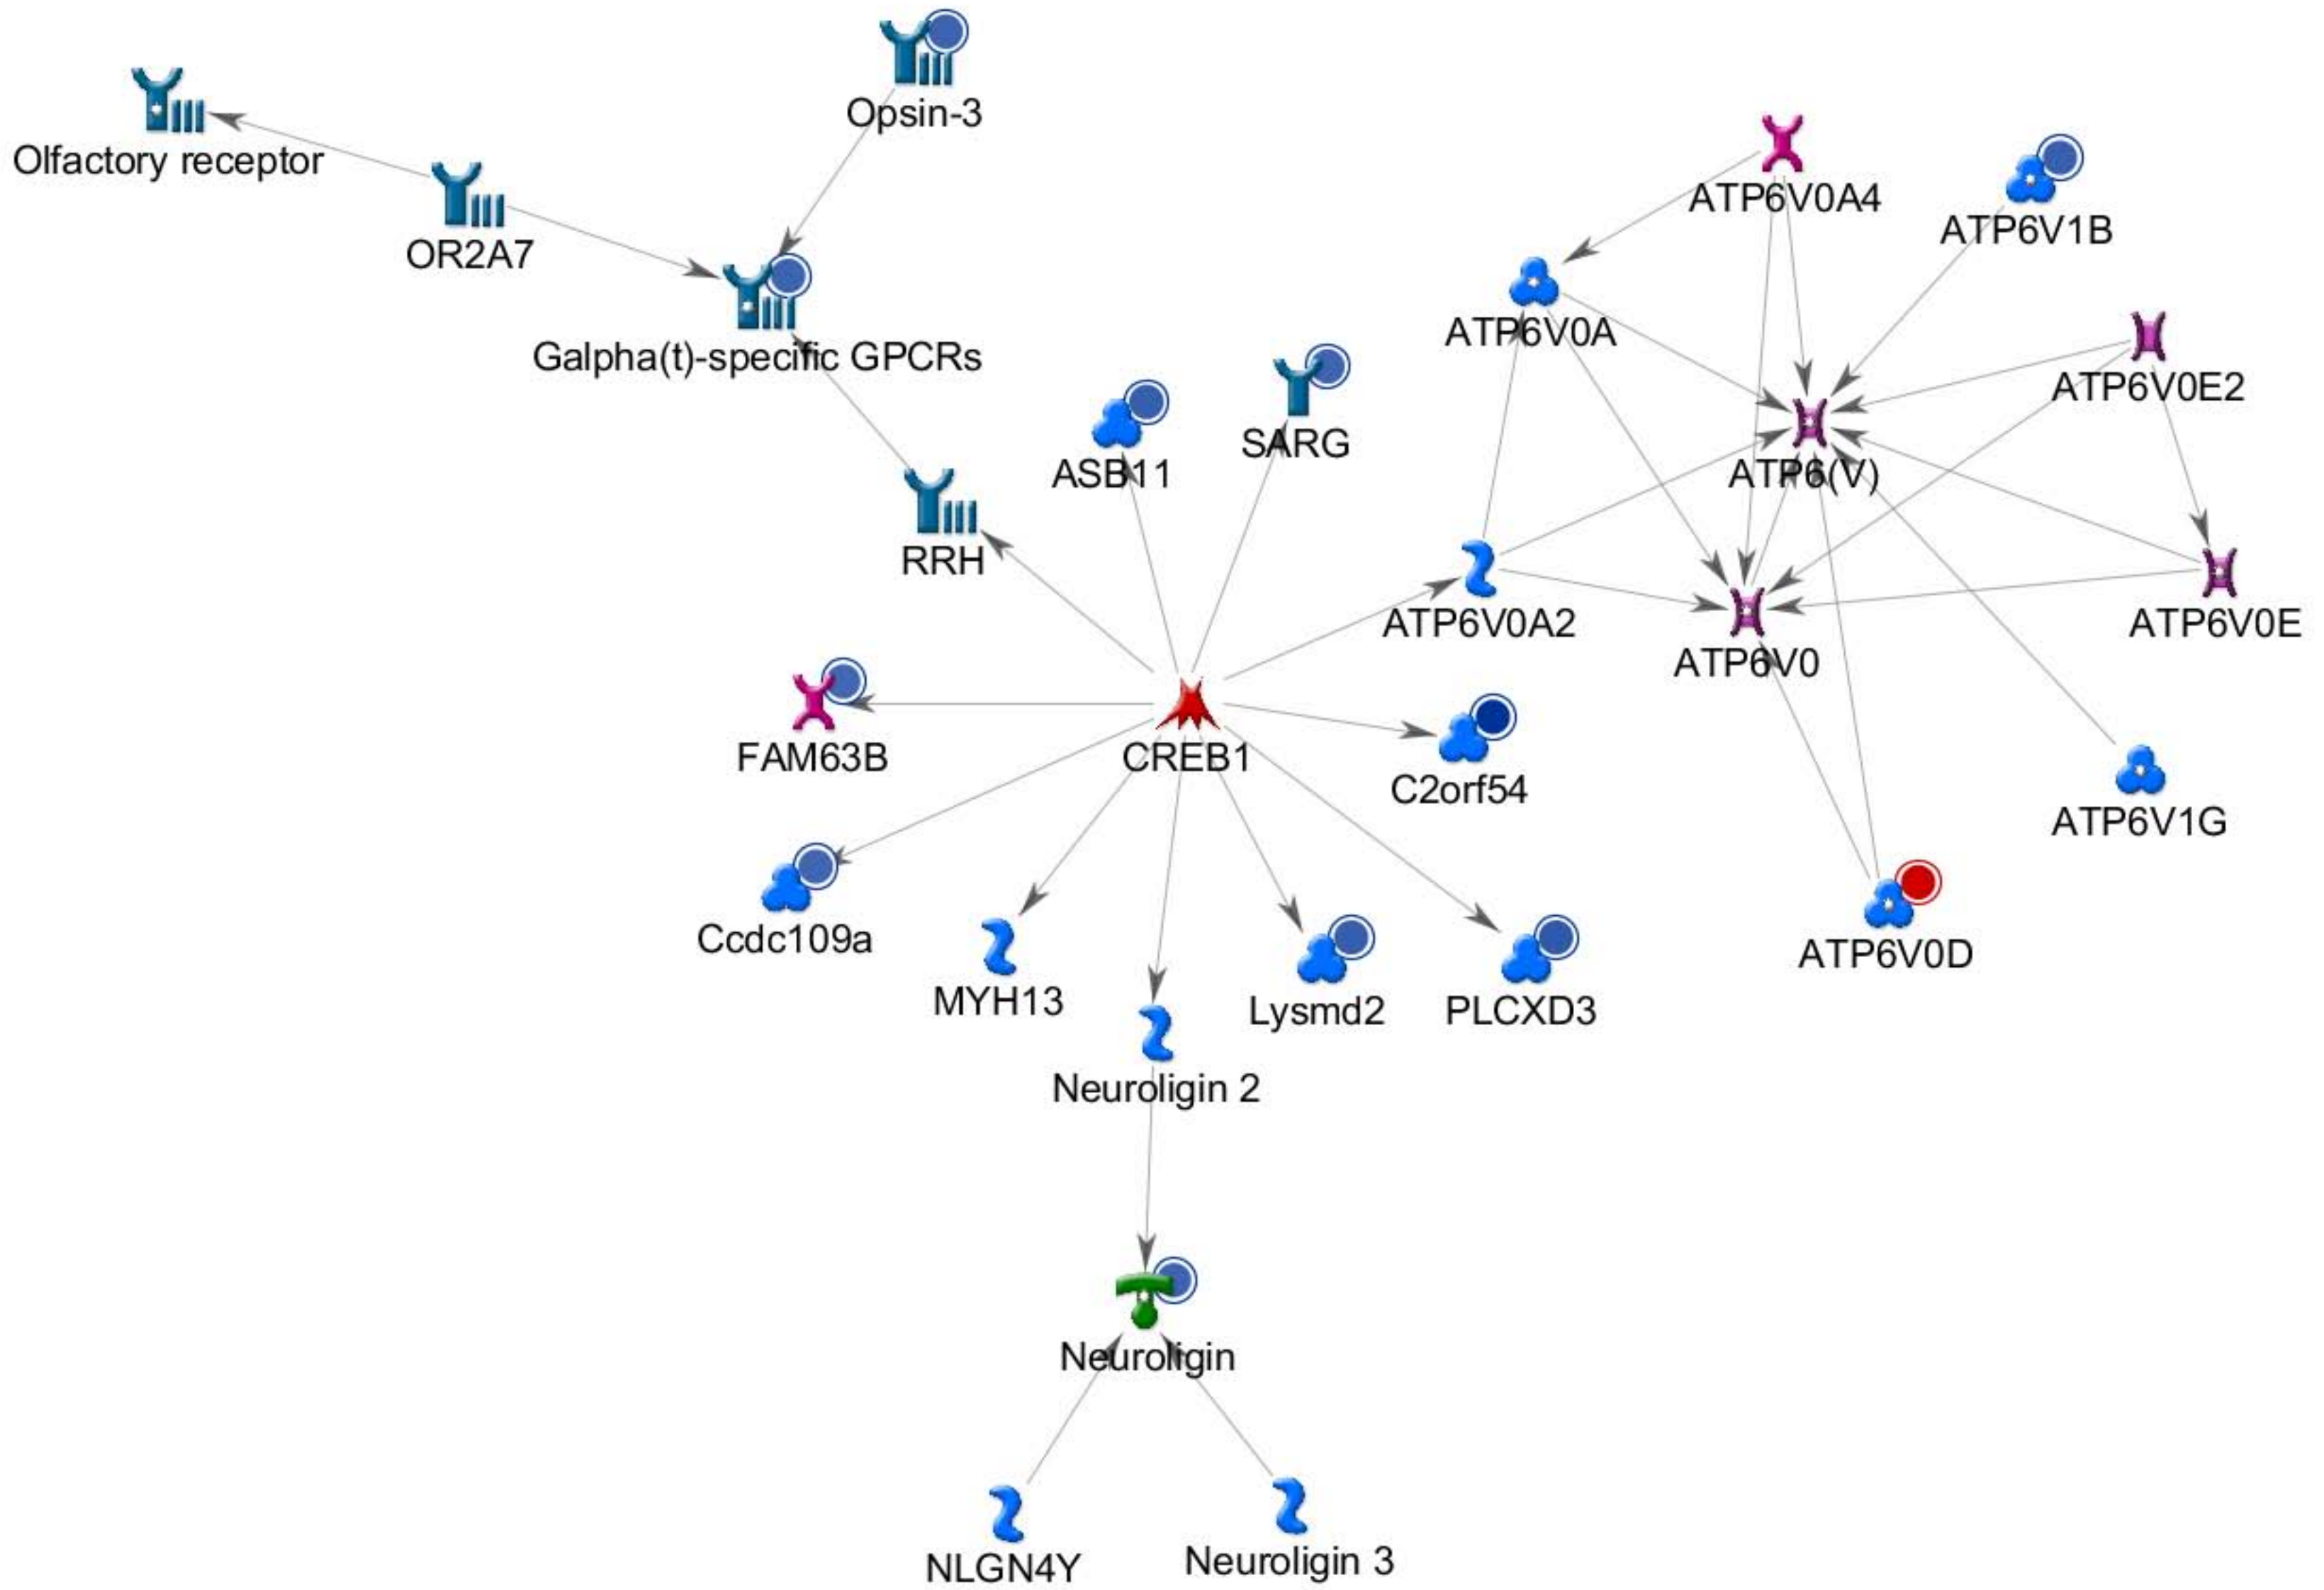 Opsin-3
Olfactory receptor
OR2A7
ATP6V0A4
ATP6V1B
Galpha(t)-specific GPCRs
ATP6V0A
ATP6V0E2
ASB11
SARG
ATP6(V)
RRH
ATP6V0A2
ATP6V0E
ATP6V0
FAM63B
CREB1
C2orf54
ATP6V1G
Ccdc109a
ATP6V0D
MYH13
Lysmd2
PLCXD3
Neuroligin 2
Neuroligin
NLGN4Y
Neuroligin 3